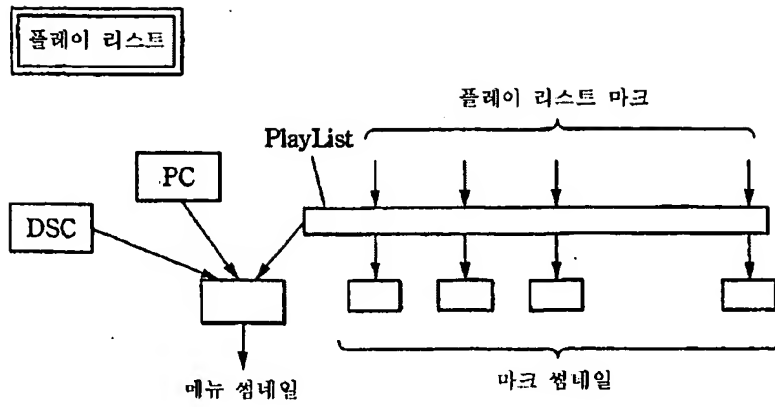 플레이 리스트
플레이 리스트 마크
PlayList
PC
DSC
메뉴 썸네일
마크 썸네일